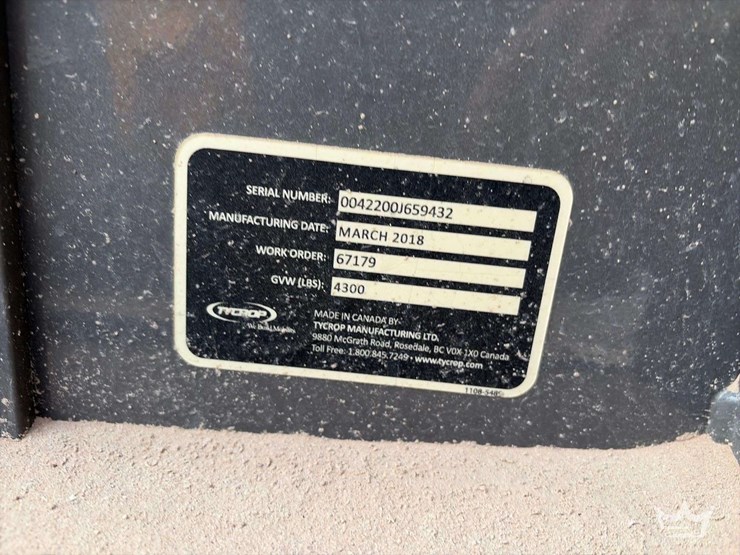 SERIAL NUMBER: 0042200J659432
MANUFACTURING DATE: MARCH 2018
WORK ORDER: 67179
GVW (LBS): 4300
TYCROP
We Build Mobility
MADE IN CANADA BY:
TYCROP MANUFACTURING LTD.
9880 McGrath Road, Rosedale, BC V0X 1X0 Canada
Toll Free: 1.800.845.7249 • www.tycrop.com